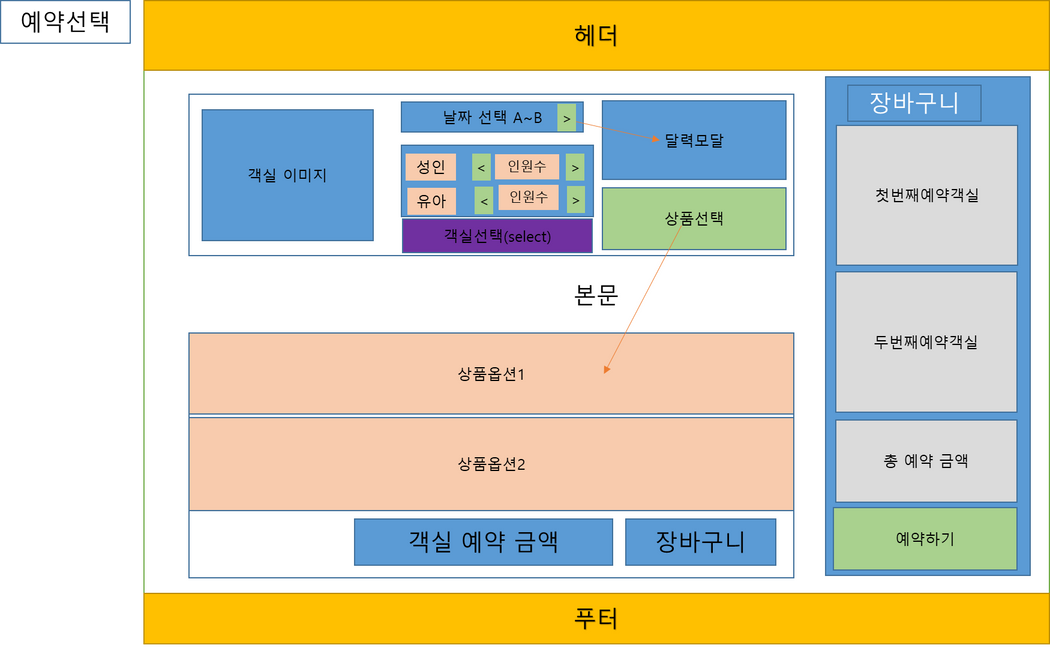 예약선택
헤더
객실 이미지
날짜 선택 A~B >
달력모달
성인 < 인원수 >
유아 < 인원수 >
객실선택(select)
상품선택
본문
상품옵션1
상품옵션2
객실 예약 금액
장바구니
장바구니
첫번째예약객실
두번째예약객실
총 예약 금액
예약하기
푸터